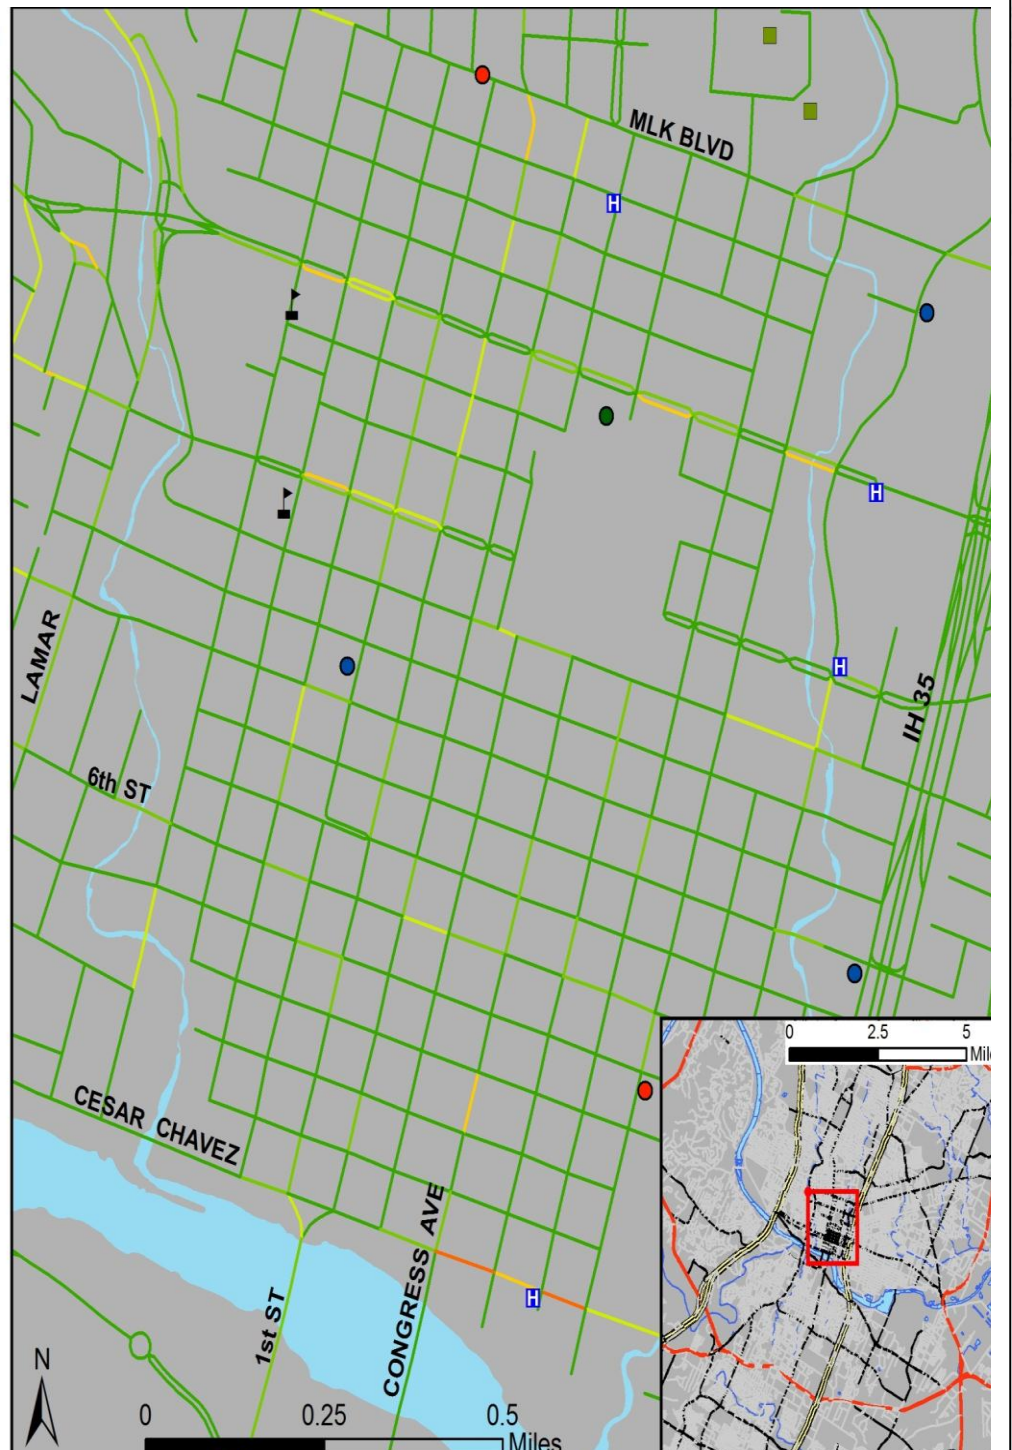 MLK BLVD
H
H
LAMAR
H
IH 35
6th ST
0 2.5 5
Mil
CESAR CHAVEZ
CONGRESS AVE
H
1st ST
N
0 0.25 0.5
Miles